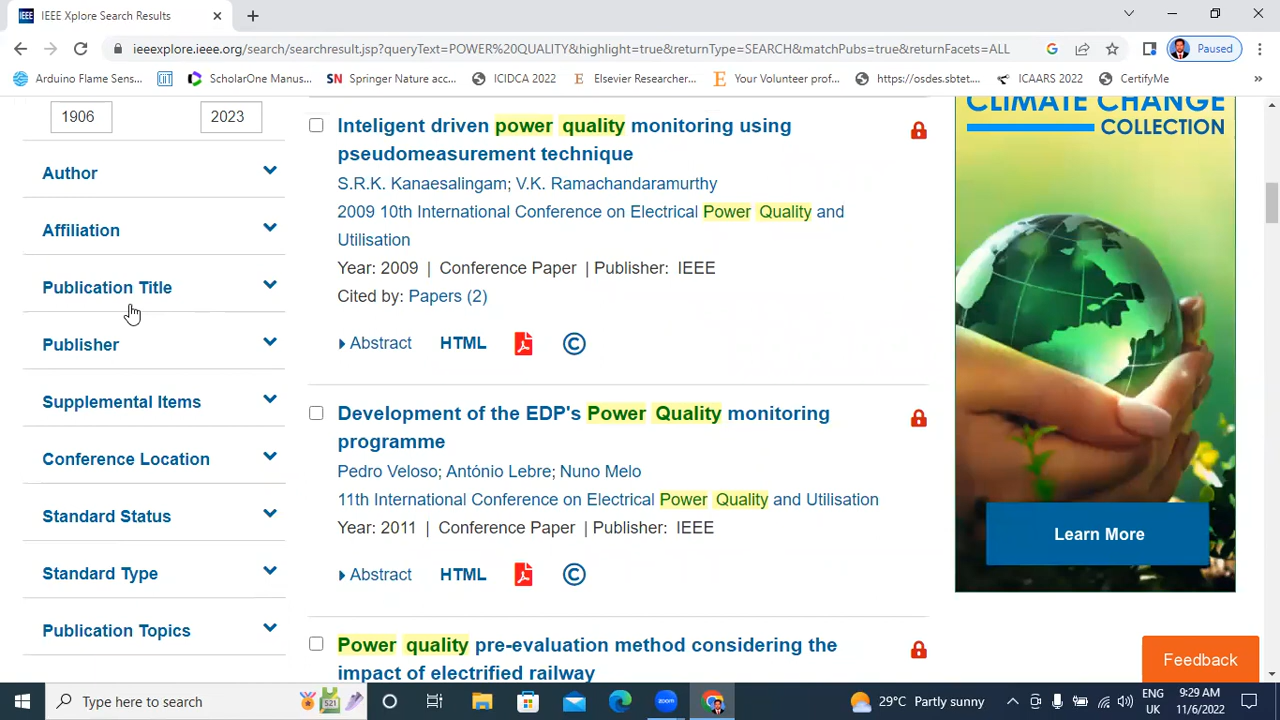 IEEE Xplore Search Results
ieeexplore.ieee.org/search/searchresult.jsp?queryText=POWER%20QUALITY&highlight=true&returnType=SEARCH&matchPubs=true&returnFacets=ALL
Paused
Arduino Flame Sens...
ScholarOne Manus...
SN Springer Nature acc...
ICIDCA 2022
E Elsevier Researcher...
E Your Volunteer prof...
https://osdes.sbtet....
ICAARS 2022
CertifyMe
»
1906
2023
Author
Affiliation
Publication Title
Publisher
Supplemental Items
Conference Location
Standard Status
Standard Type
Publication Topics
Inteligent driven power quality monitoring using
pseudomeasurement technique
S.R.K. Kanaesalingam; V.K. Ramachandaramurthy
2009 10th International Conference on Electrical Power Quality and
Utilisation
Year: 2009 | Conference Paper | Publisher: IEEE
Cited by: Papers (2)
Abstract HTML ©
Development of the EDP's Power Quality monitoring
programme
Pedro Veloso; António Lebre; Nuno Melo
11th International Conference on Electrical Power Quality and Utilisation
Year: 2011 | Conference Paper | Publisher: IEEE
Abstract HTML ©
Power quality pre-evaluation method considering the
impact of electrified railway
CLIMATE CHANGE
COLLECTION
Learn More
Feedback
Type here to search
521
zoom
29°C Partly sunny
ENG
UK
9:29 AM
11/6/2022